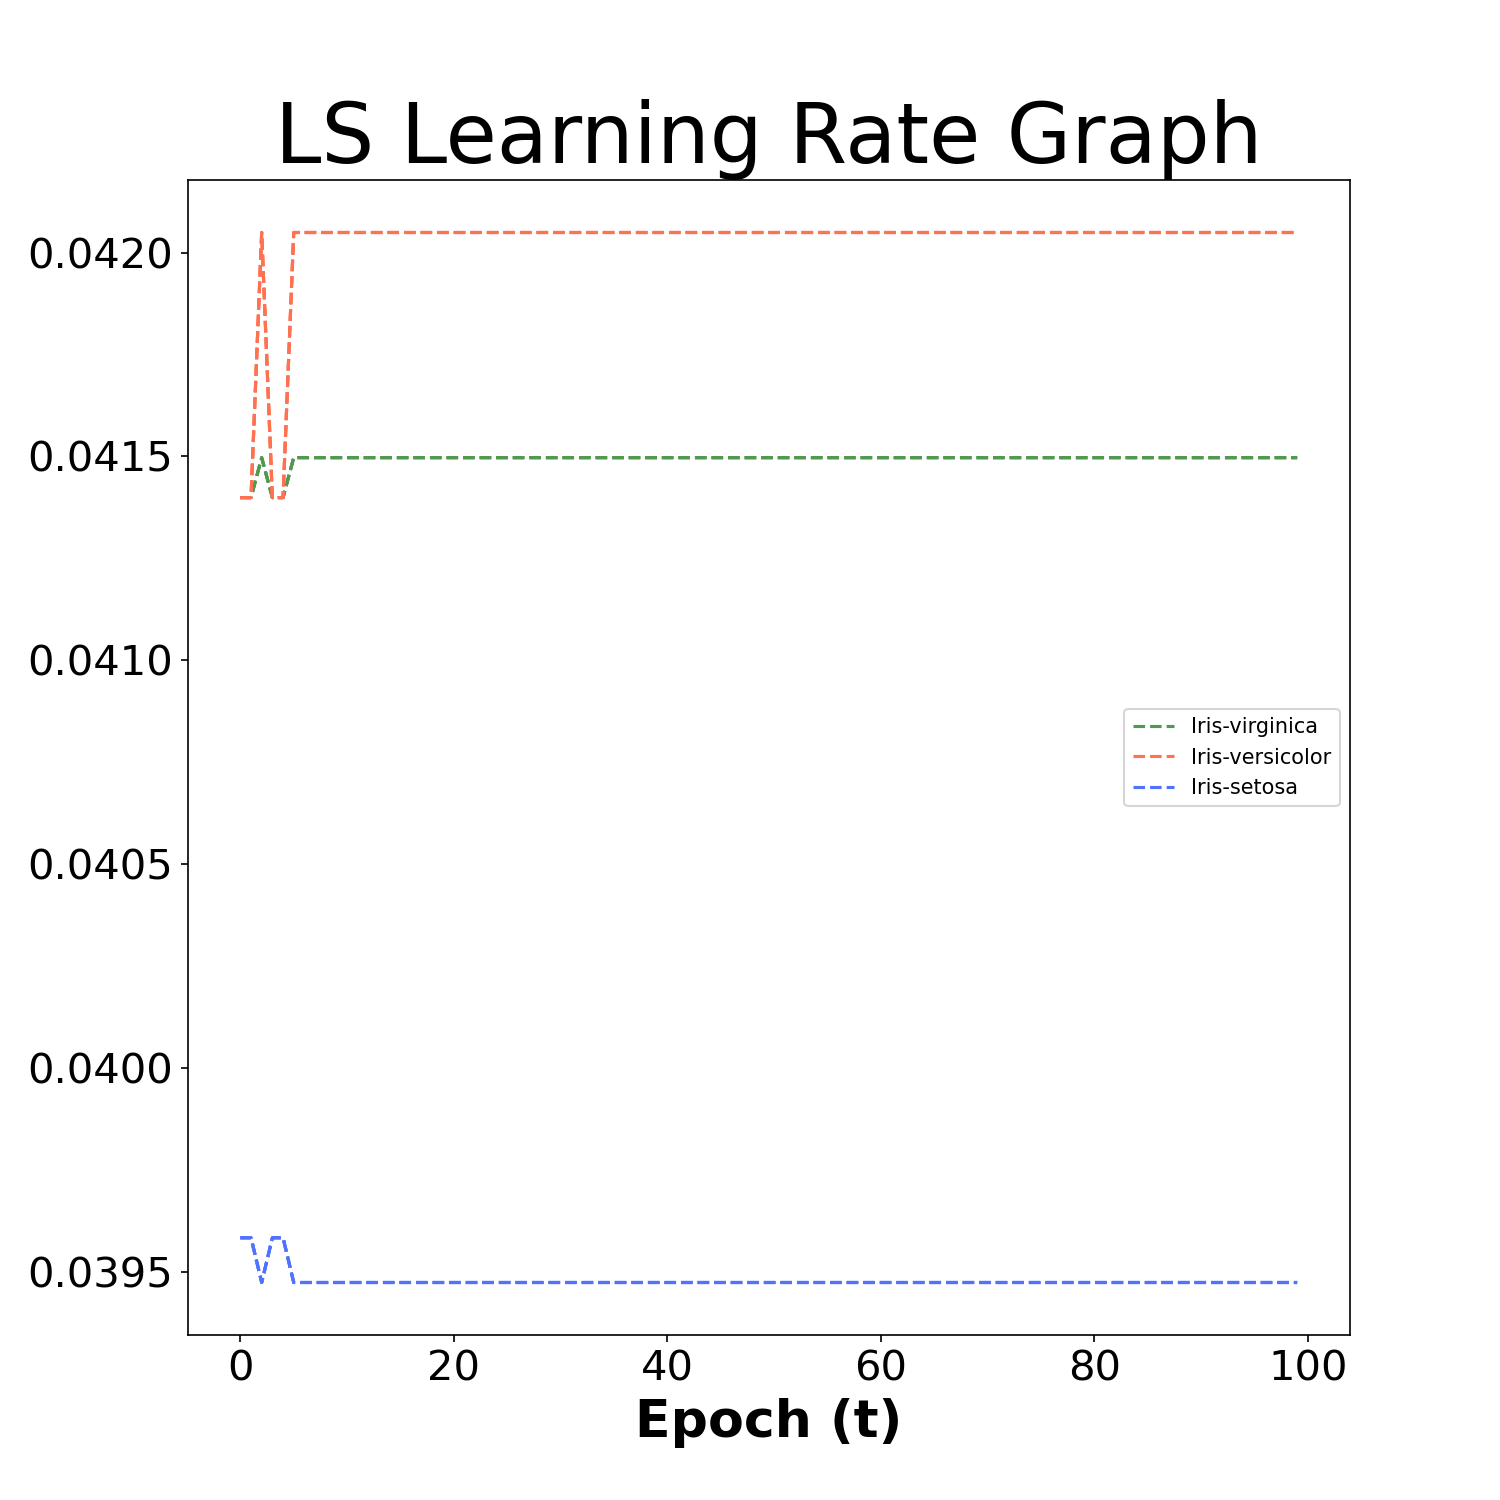 LS Learning Rate Graph
0.0420
0.0415
0.0410
0.0405
0.0400
0.0395
Iris-virginica
Iris-versicolor
Iris-setosa
0 20 40 60 80 100
Epoch (t)